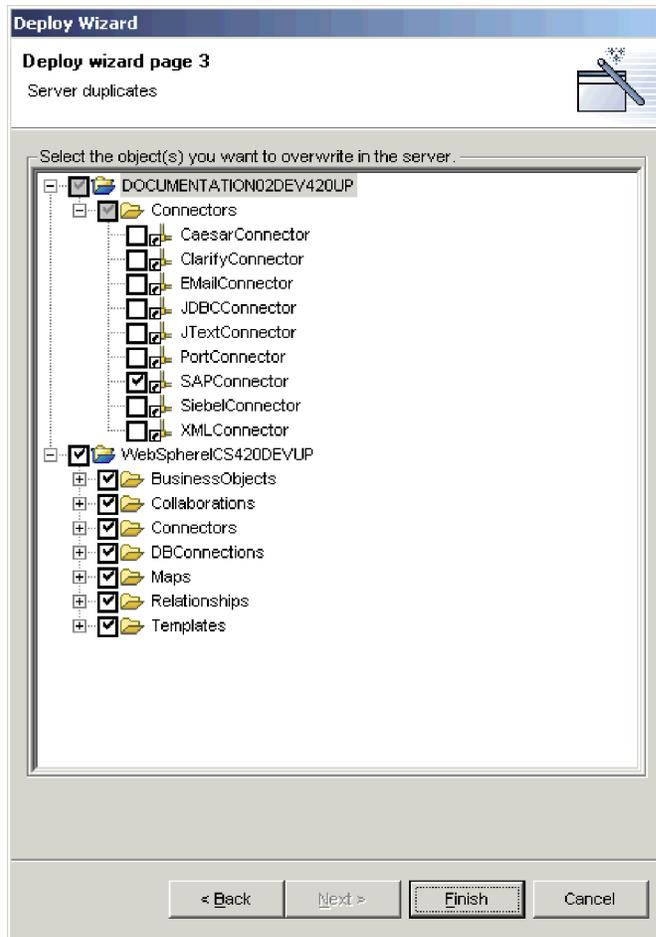 Deploy Wizard
Deploy wizard page 3
Server duplicates
Select the object(s) you want to overwrite in the server.
DOCUMENTATION02DEV420UP
Connectors
CaesarConnector
ClarifyConnector
EMailConnector
JDBCConnector
JTextConnector
PortConnector
SAPConnector
SiebelConnector
XMLConnector
WebSphereICS420DEVUP
BusinessObjects
Collaborations
Connectors
DBConnections
Maps
Relationships
Templates
< Back Next > Finish Cancel